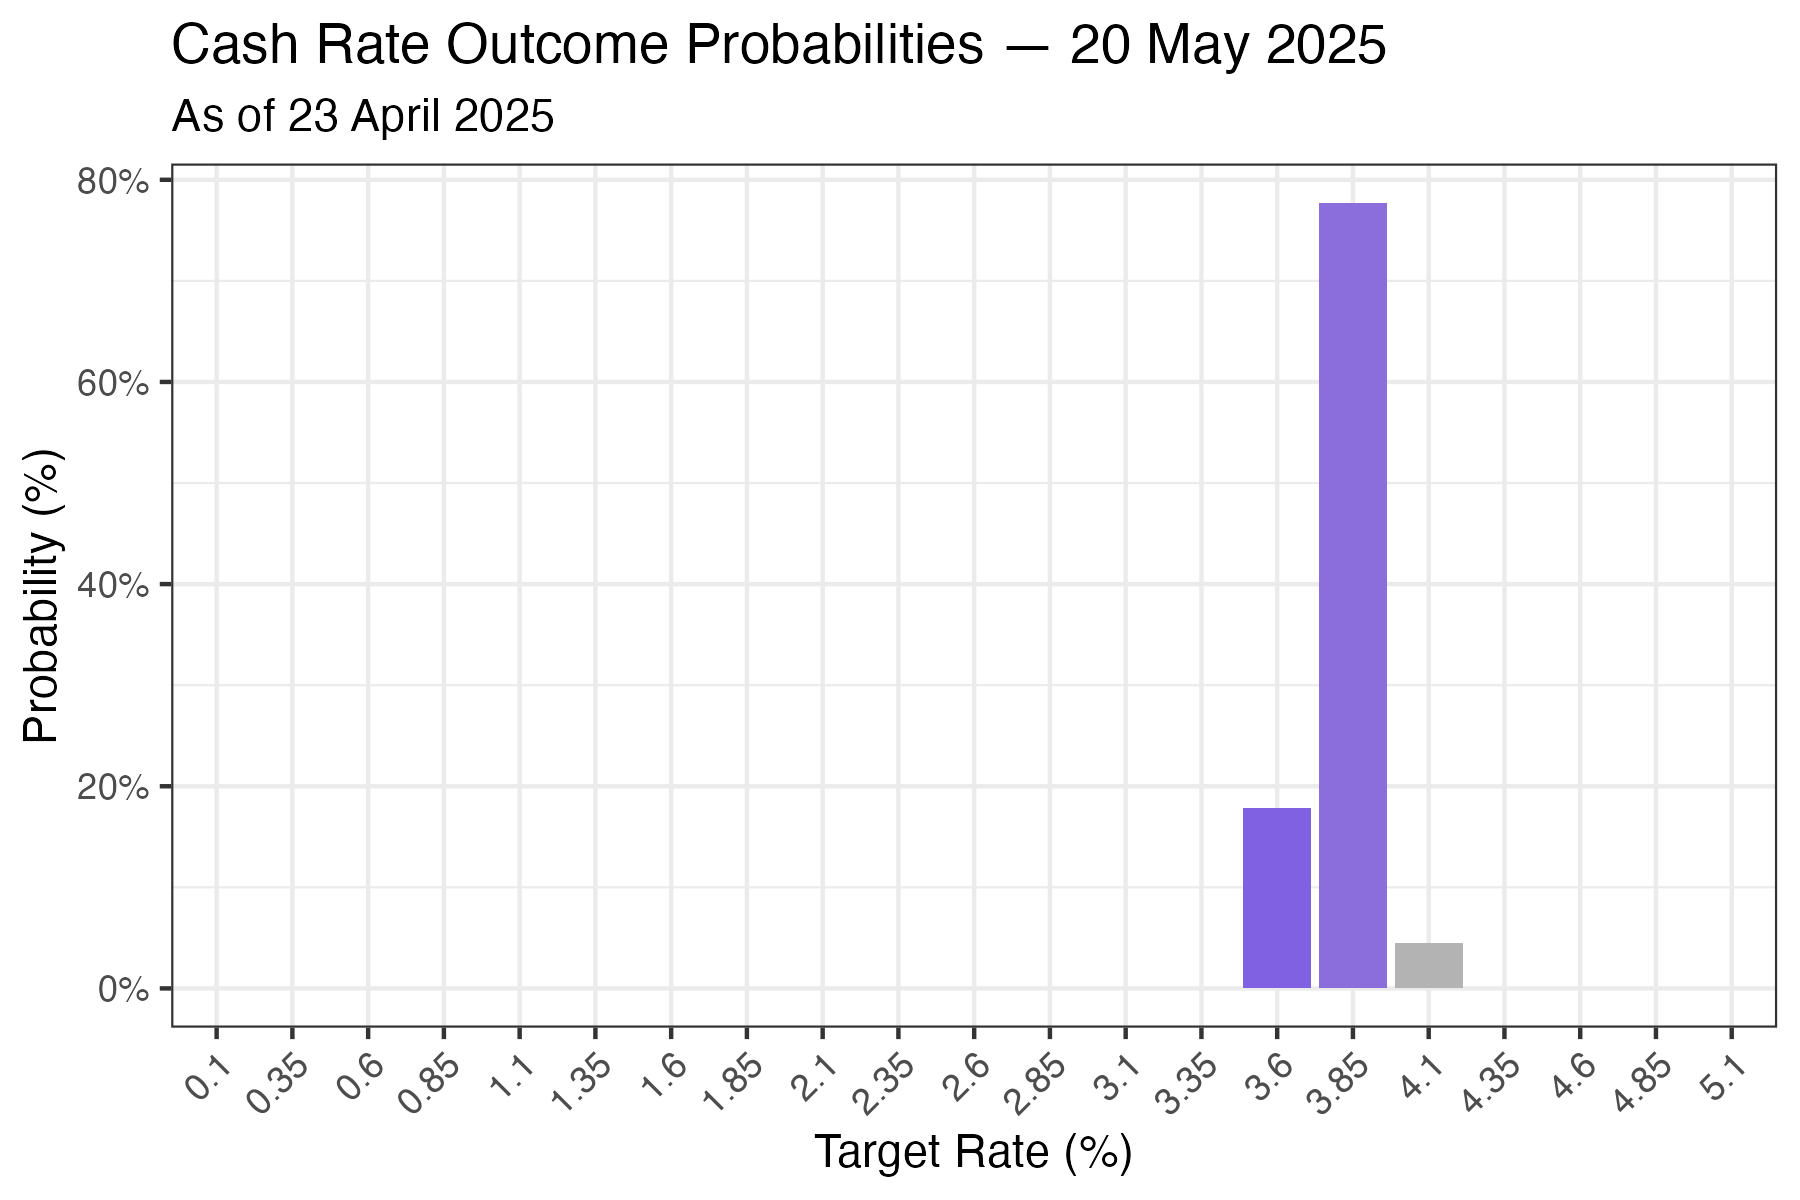 Cash Rate Outcome Probabilities — 20 May 2025
As of 23 April 2025
Probability (%)
80%
60%
40%
20%
0%
0.1 0.35 0.6 0.85 1.1 1.35 1.6 1.85 2.1 2.35 2.6 2.85 3.1 3.35 3.6 3.85 4.1 4.35 4.6 4.85 5.1
Target Rate (%)